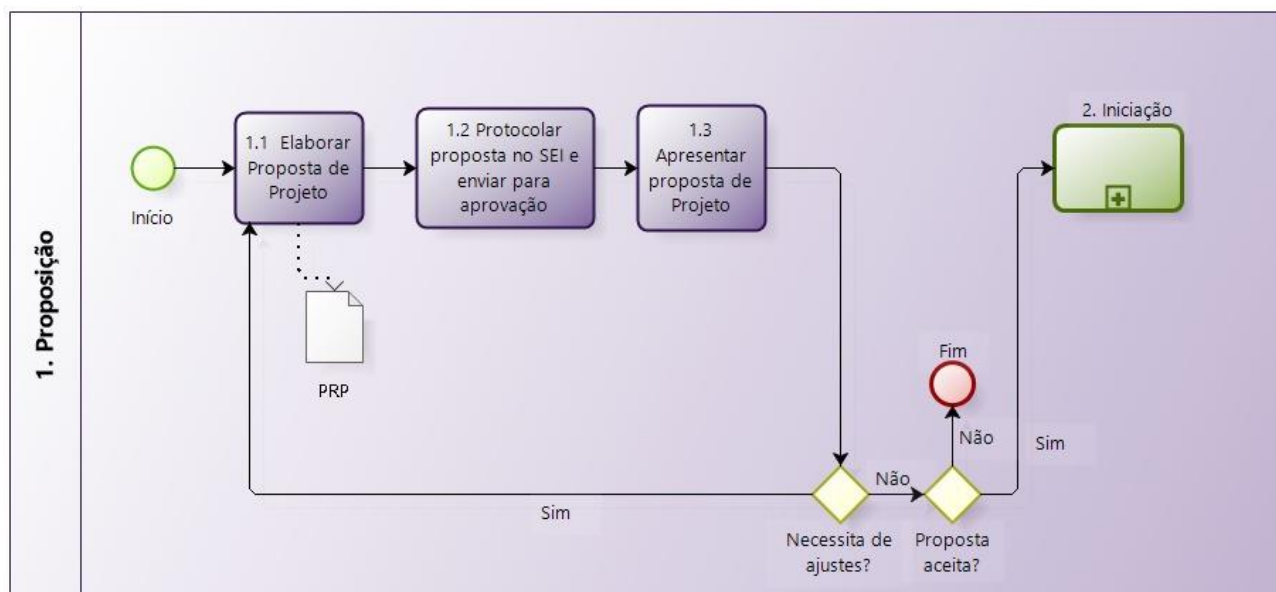 1. Proposição
Início
1.1 Elaborar
Proposta de
Projeto
PRP
1.2 Protocolar
proposta no SEI e
enviar para
aprovação
1.3
Apresentar
proposta de
Projeto
2. Iniciação
Fim
Não
Sim
Não
Sim
Necessita de
ajustes?
Proposta
aceita?